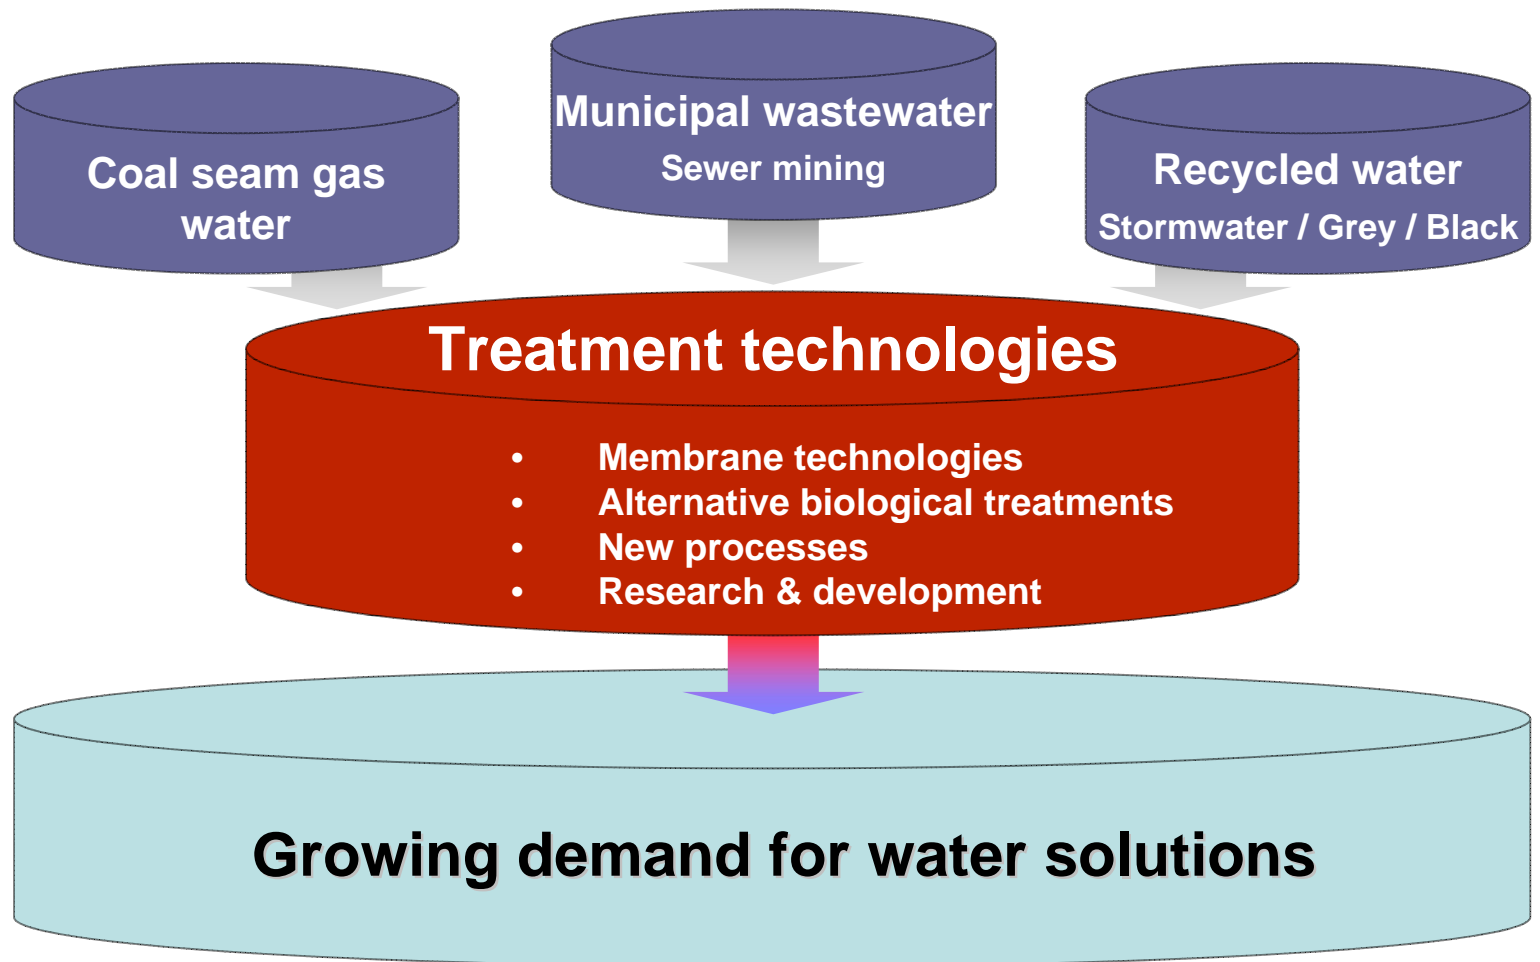 Coal seam gas
water
Municipal wastewater
Sewer mining
Recycled water
Stormwater / Grey / Black
Treatment technologies
• Membrane technologies
• Alternative biological treatments
• New processes
• Research & development
Growing demand for water solutions